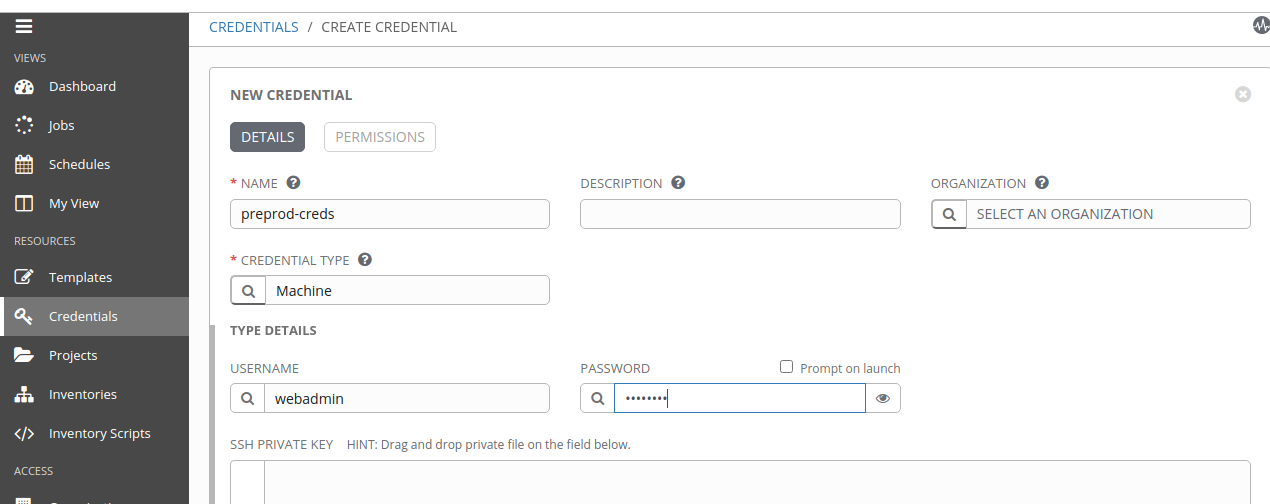 CREDENTIALS / CREATE CREDENTIAL
VIEWS
Dashboard
Jobs
Schedules
My View
RESOURCES
Templates
Credentials
Projects
Inventories
Inventory Scripts
ACCESS
NEW CREDENTIAL
DETAILS PERMISSIONS
* NAME ? DESCRIPTION ? ORGANIZATION ?
preprod-creds SELECT AN ORGANIZATION
* CREDENTIAL TYPE ?
Machine
TYPE DETAILS
USERNAME PASSWORD Prompt on launch
webadmin ••••••••
SSH PRIVATE KEY HINT: Drag and drop private file on the field below.